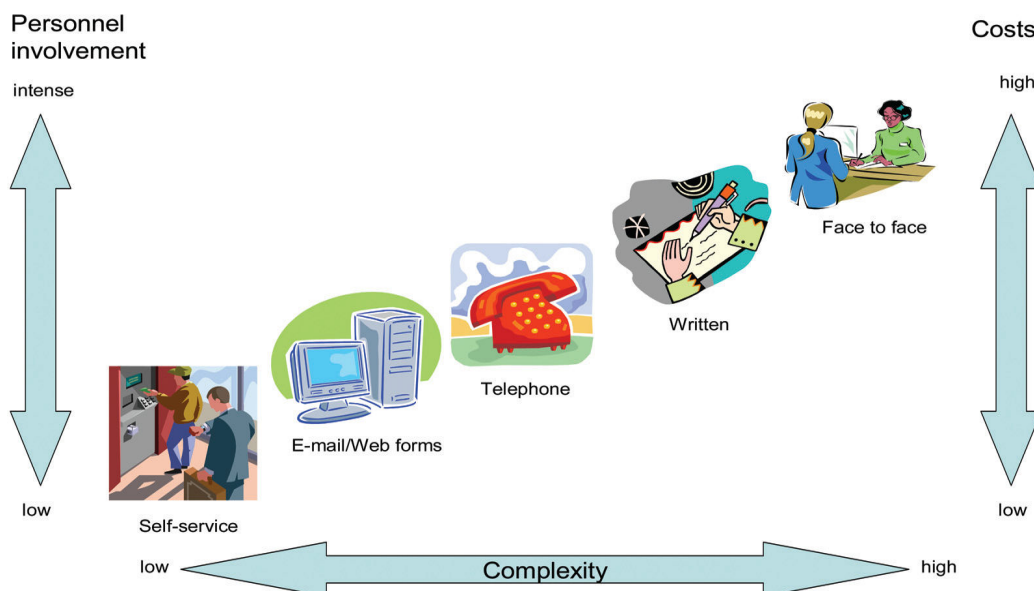 Personnel
involvement
Costs
intense
high
Face to face
Written
Telephone
E-mail/Web forms
low
low
Self-service
low
Complexity
high